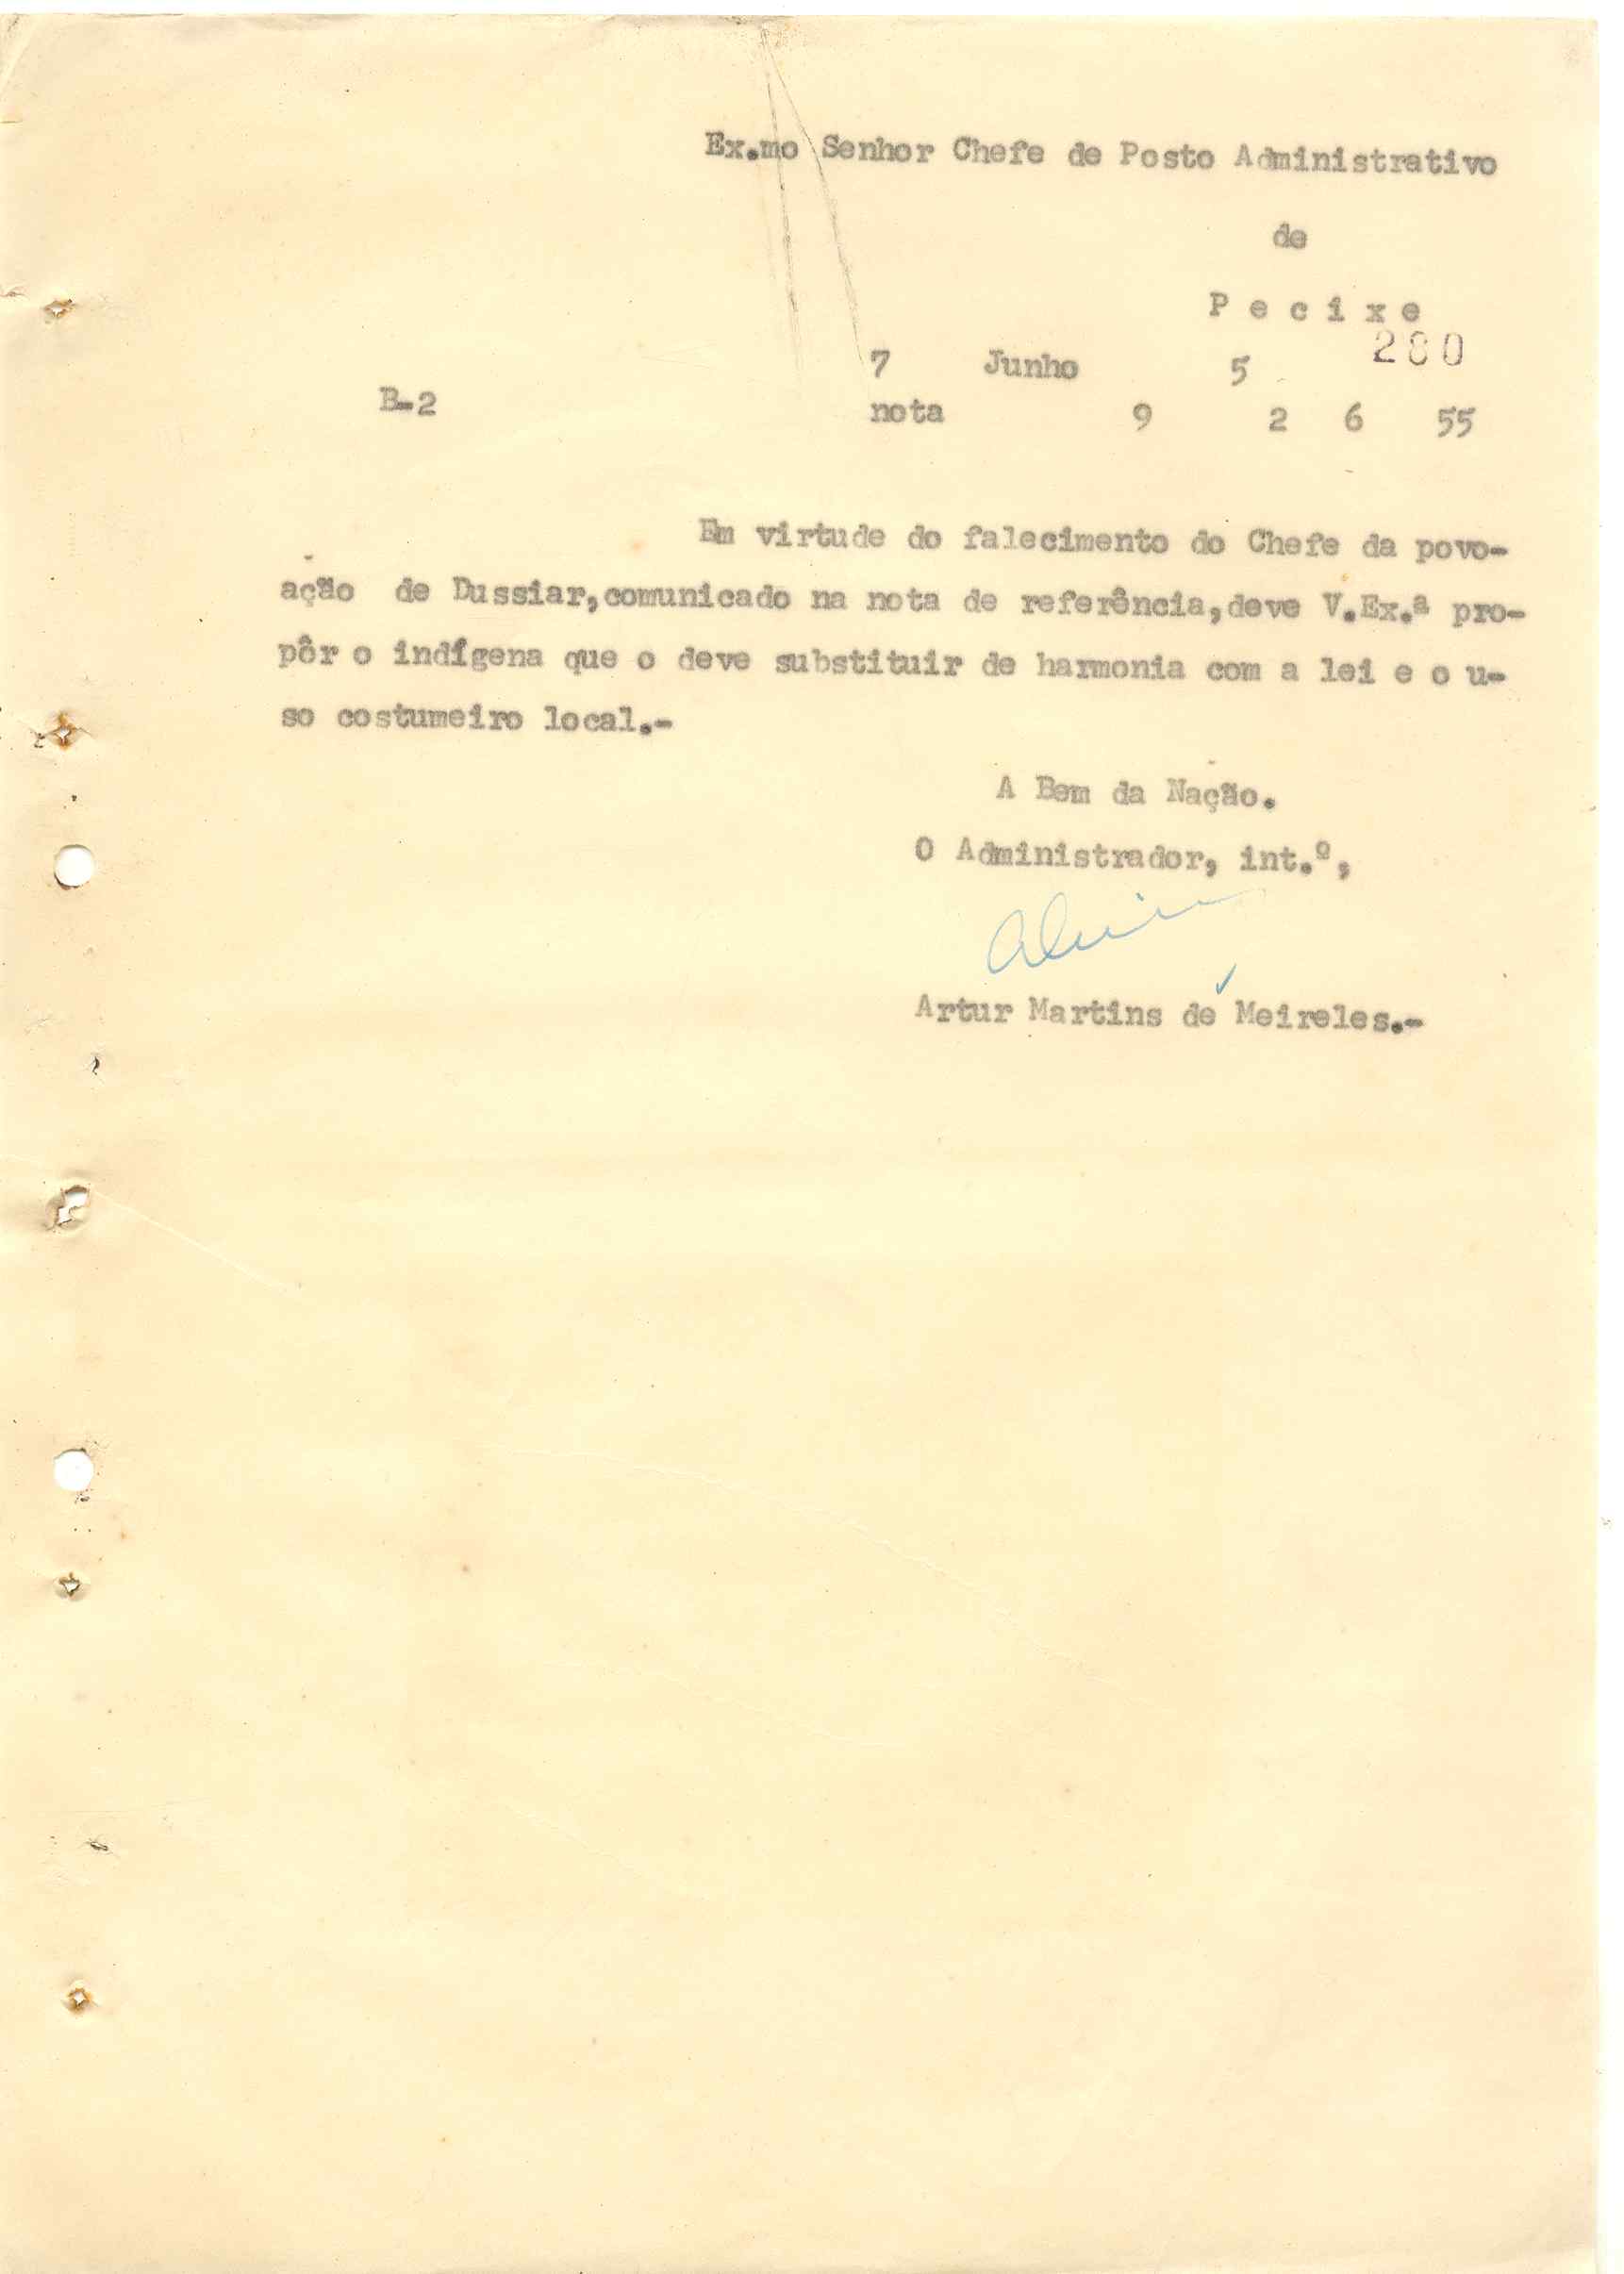 Ex.mo Senhor Chefe de Posto Administrativo
de
P e c i x e
280
7 Junho 5
B-2 nota 9 2 6 55
Em virtude do falecimento do Chefe da povo-
ação de Dussiar,comunicado na nota de referência,deve V.Ex.ª pro-
pôr o indígena que o deve substituir de harmonia com a lei e o u-
so costumeiro local.-
A Bem da Nação.
O Administrador, int.º,
Artur Martins de Meireles.-